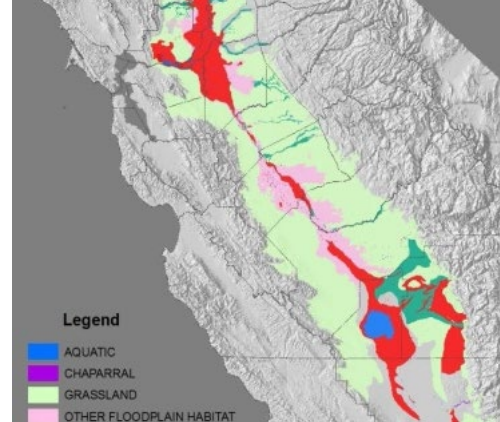 Legend
AQUATIC
CHAPARRAL
GRASSLAND
OTHER FLOODPLAIN HABITAT